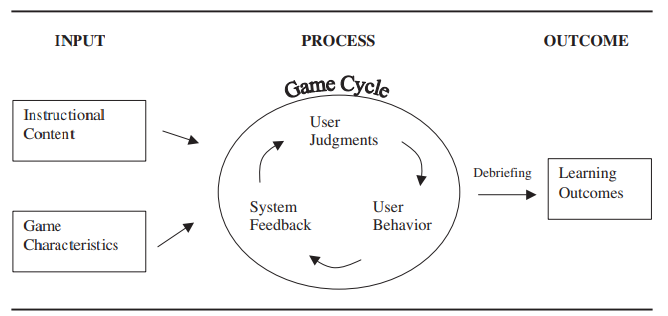 INPUT
PROCESS
OUTCOME
Game Cycle
Instructional
Content
User
Judgments
Debriefing
Learning
Outcomes
System
Feedback
User
Behavior
Game
Characteristics